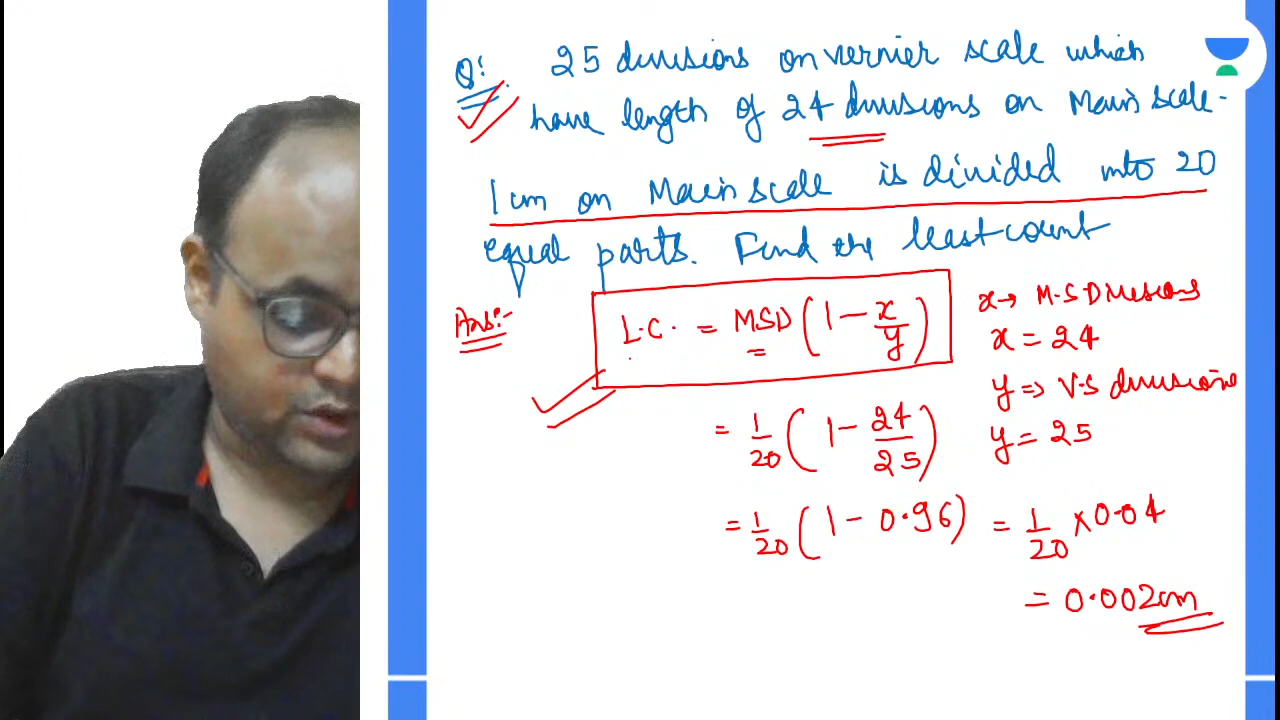 Q:
25 divisions on vernier scale which
have length of 24 divisions on Main scale.
1 cm on Main scale is divided into 20
equal parts. Find the least count
Ans:-
L.C. = MSD (1 - x/y)
x → M.S Divisions
x = 24
y ⇒ V.S divisions
y = 25
= 1/20 (1 - 24/25)
= 1/20 (1 - 0.96) = 1/20 × 0.04
= 0.002cm